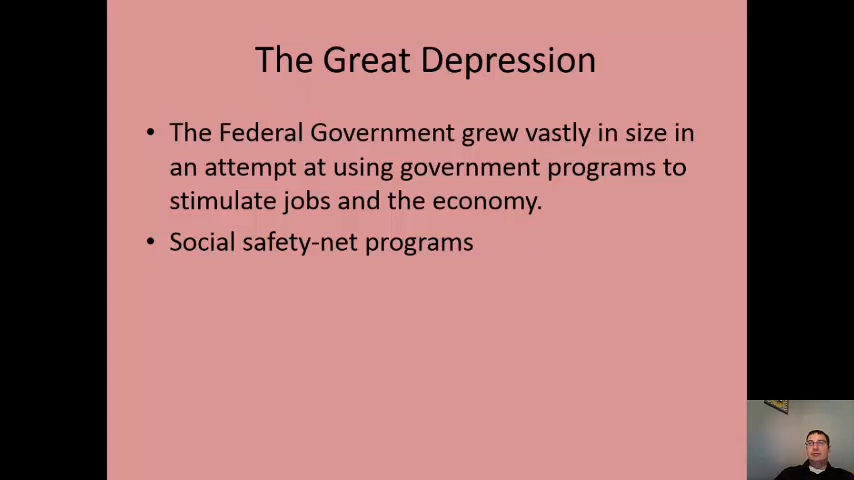 The Great Depression
• The Federal Government grew vastly in size in
an attempt at using government programs to
stimulate jobs and the economy.
• Social safety-net programs